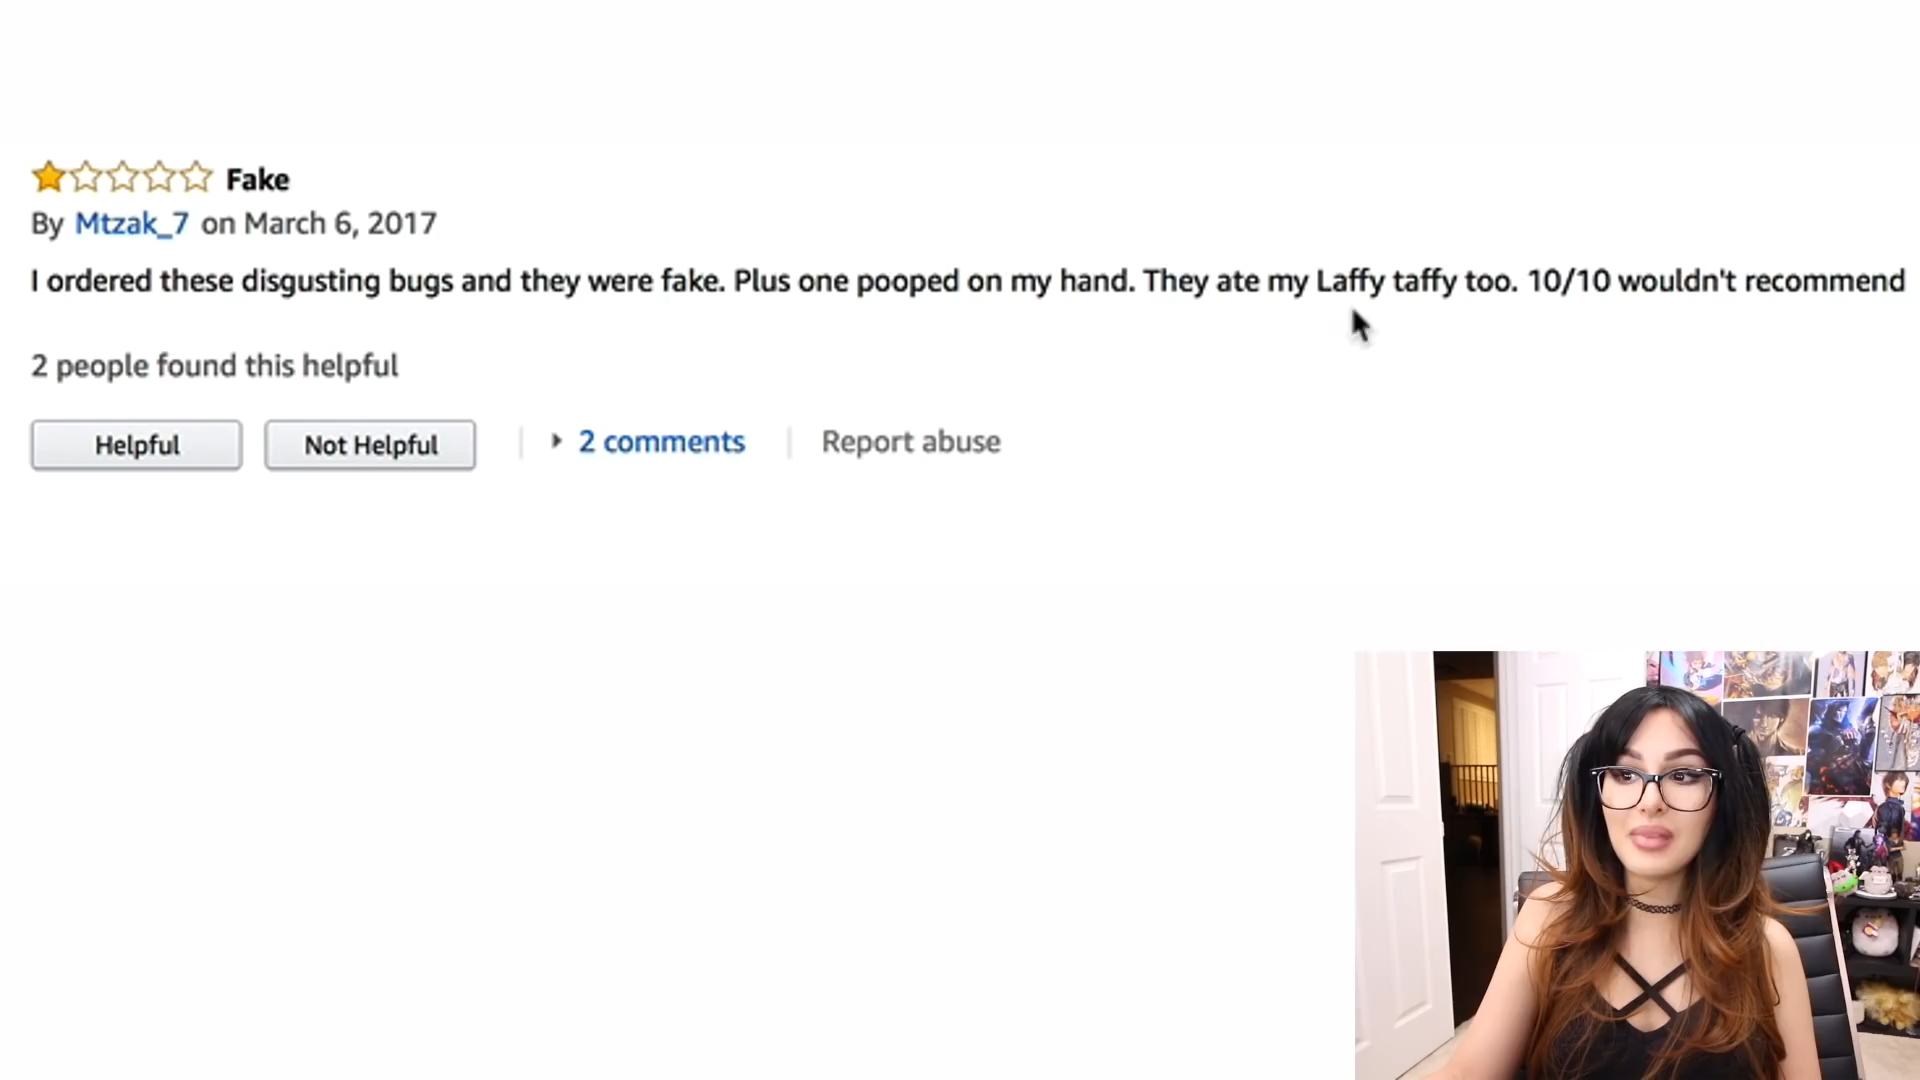 Fake
By Mtzak_7 on March 6, 2017
I ordered these disgusting bugs and they were fake. Plus one pooped on my hand. They ate my Laffy taffy too. 10/10 wouldn't recommend
2 people found this helpful
Helpful Not Helpful 2 comments Report abuse